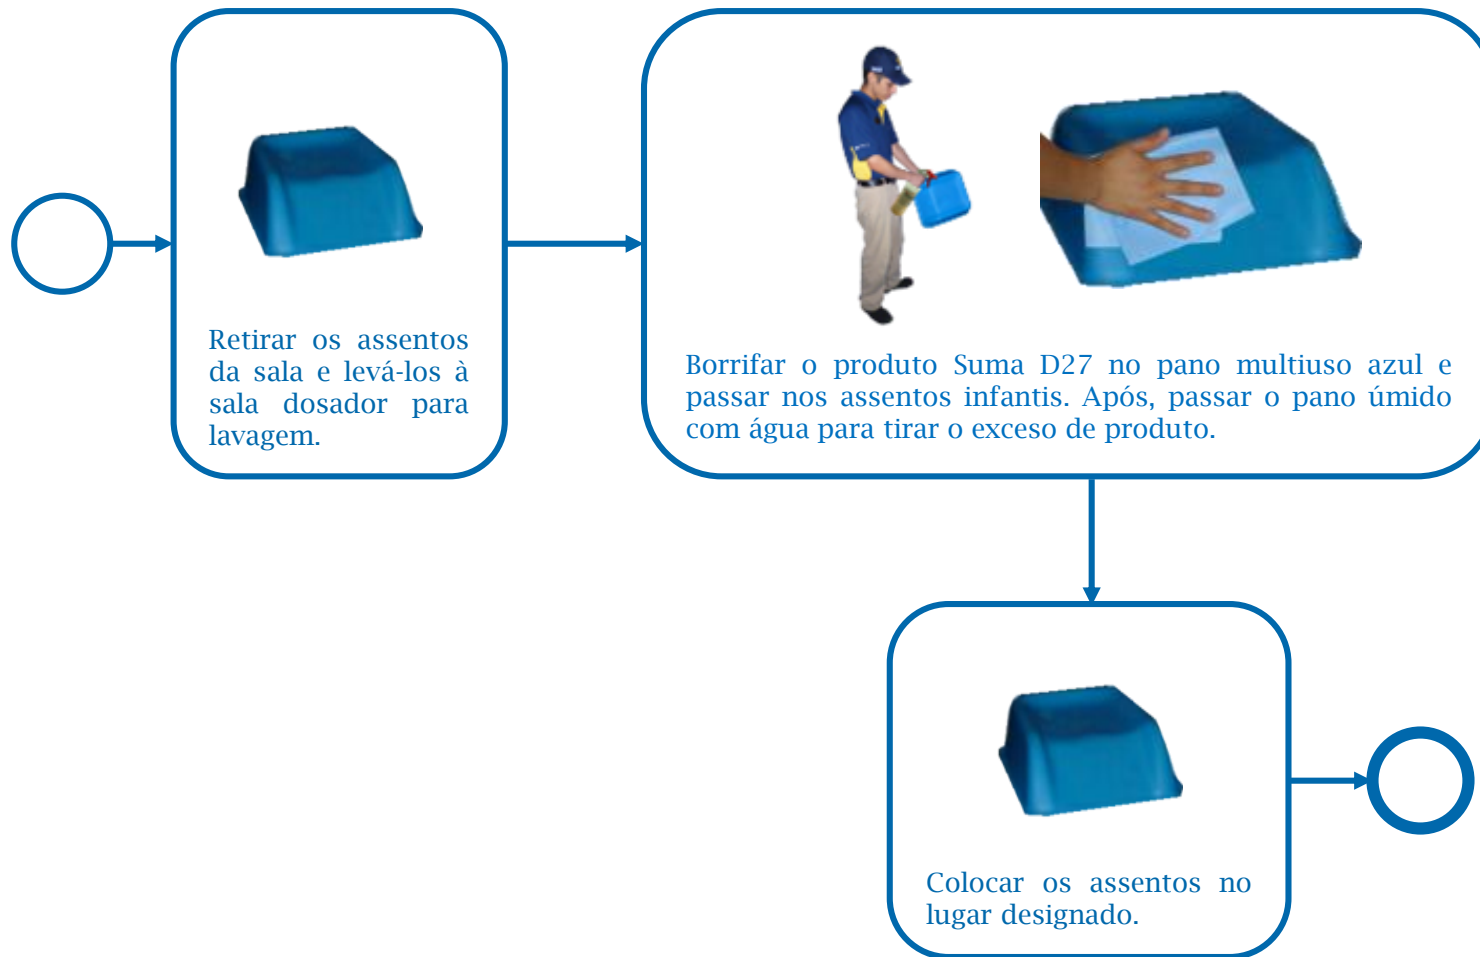 Retirar os assentos
da sala e levá-los à
sala dosador para
lavagem.
Borrifar o produto Suma D27 no pano multiuso azul e
passar nos assentos infantis. Após, passar o pano úmido
com água para tirar o exceso de produto.
Colocar os assentos no
lugar designado.